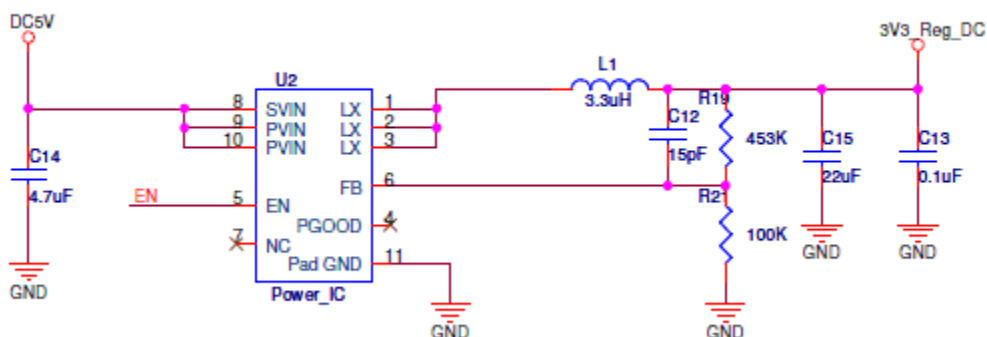 DC5V
3V3_Reg_DC
U2
L1
3.3uH
8 SVIN LX 1
9 PVIN LX 2
10 PVIN LX 3
C14
4.7uF
EN
5 EN
FB 6
PGOOD 4
7 NC
Pad GND 11
Power_IC
C12
15pF
R19
453K
R21
100K
C15
22uF
C13
0.1uF
GND
GND
GND
GND
GND